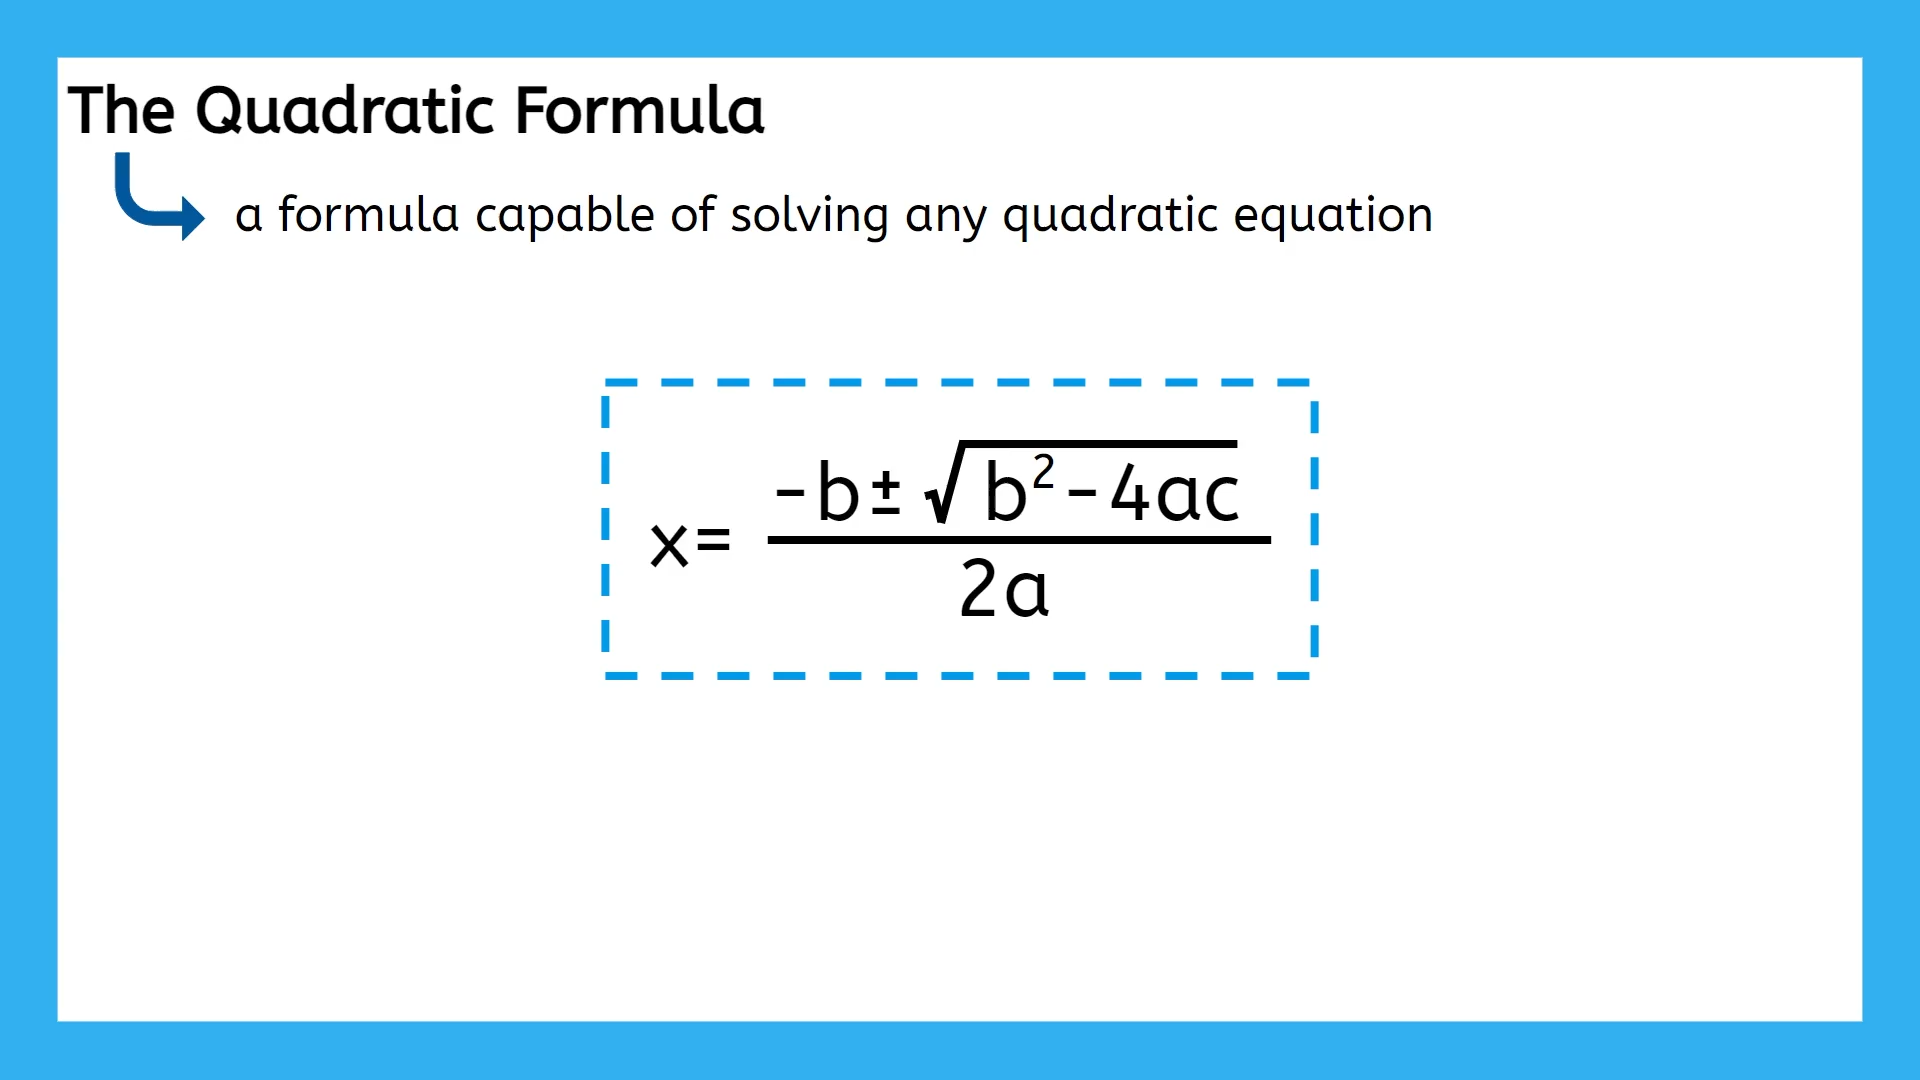 The Quadratic Formula
a formula capable of solving any quadratic equation
x= -b±√b²-4ac
2a